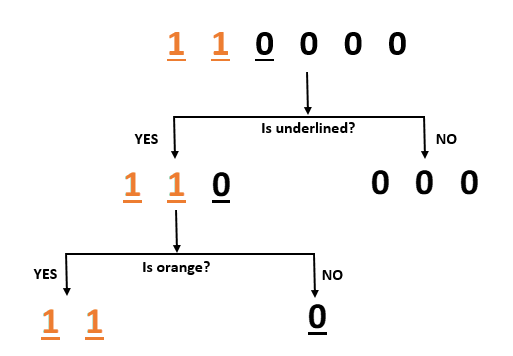 1 1 0 0 0 0
Is underlined?
YES
NO
1 1 0
0 0 0
Is orange?
YES
NO
1 1
0